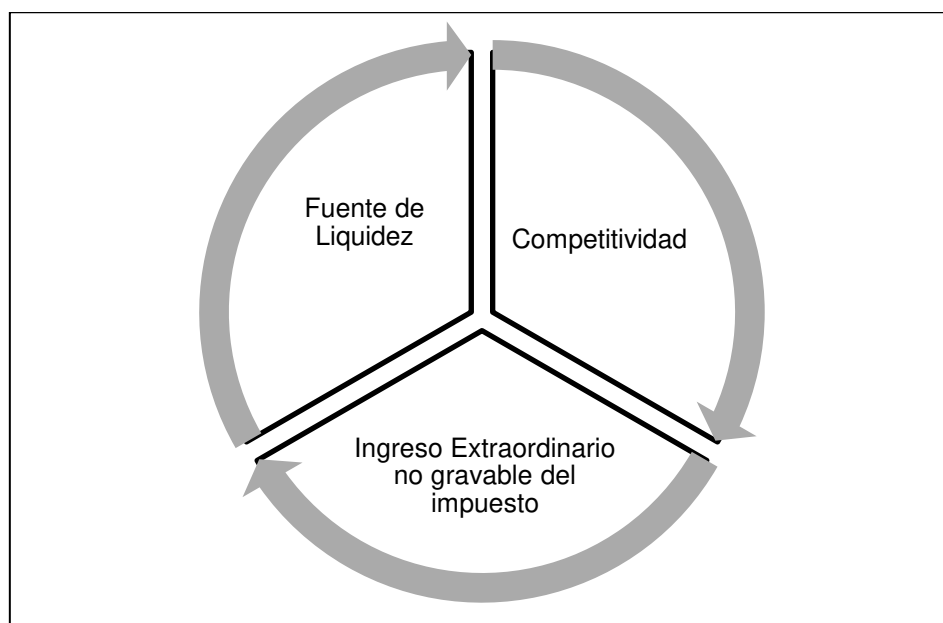 Fuente de
Liquidez
Competitividad
Ingreso Extraordinario
no gravable del
impuesto